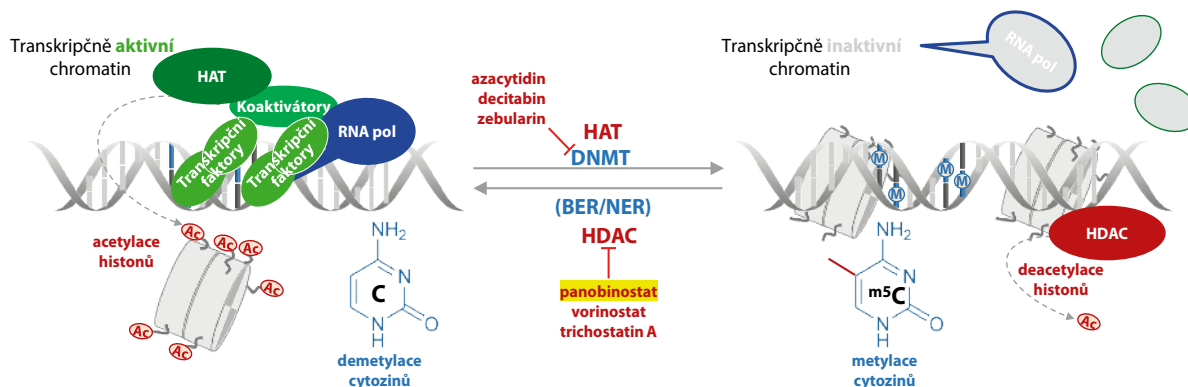 Transkripčně aktivní
chromatin
HAT
Koaktivátory
RNA pol
Transkripční
faktory
Transkripční
faktory
acetylace
histonů
Ac
Ac
Ac
Ac
Ac
Ac
Ac
NH2
N
C
N
H
O
demetylace
cytozinů
azacytidin
decitabin
zebularin
HAT
DNMT
(BER/NER)
HDAC
panobinostat
vorinostat
trichostatin A
Transkripčně inaktivní
chromatin
RNA pol
M
M
M
M
HDAC
deacetylace
histonů
Ac
NH2
N
m5C
N
H
O
metylace
cytozinů